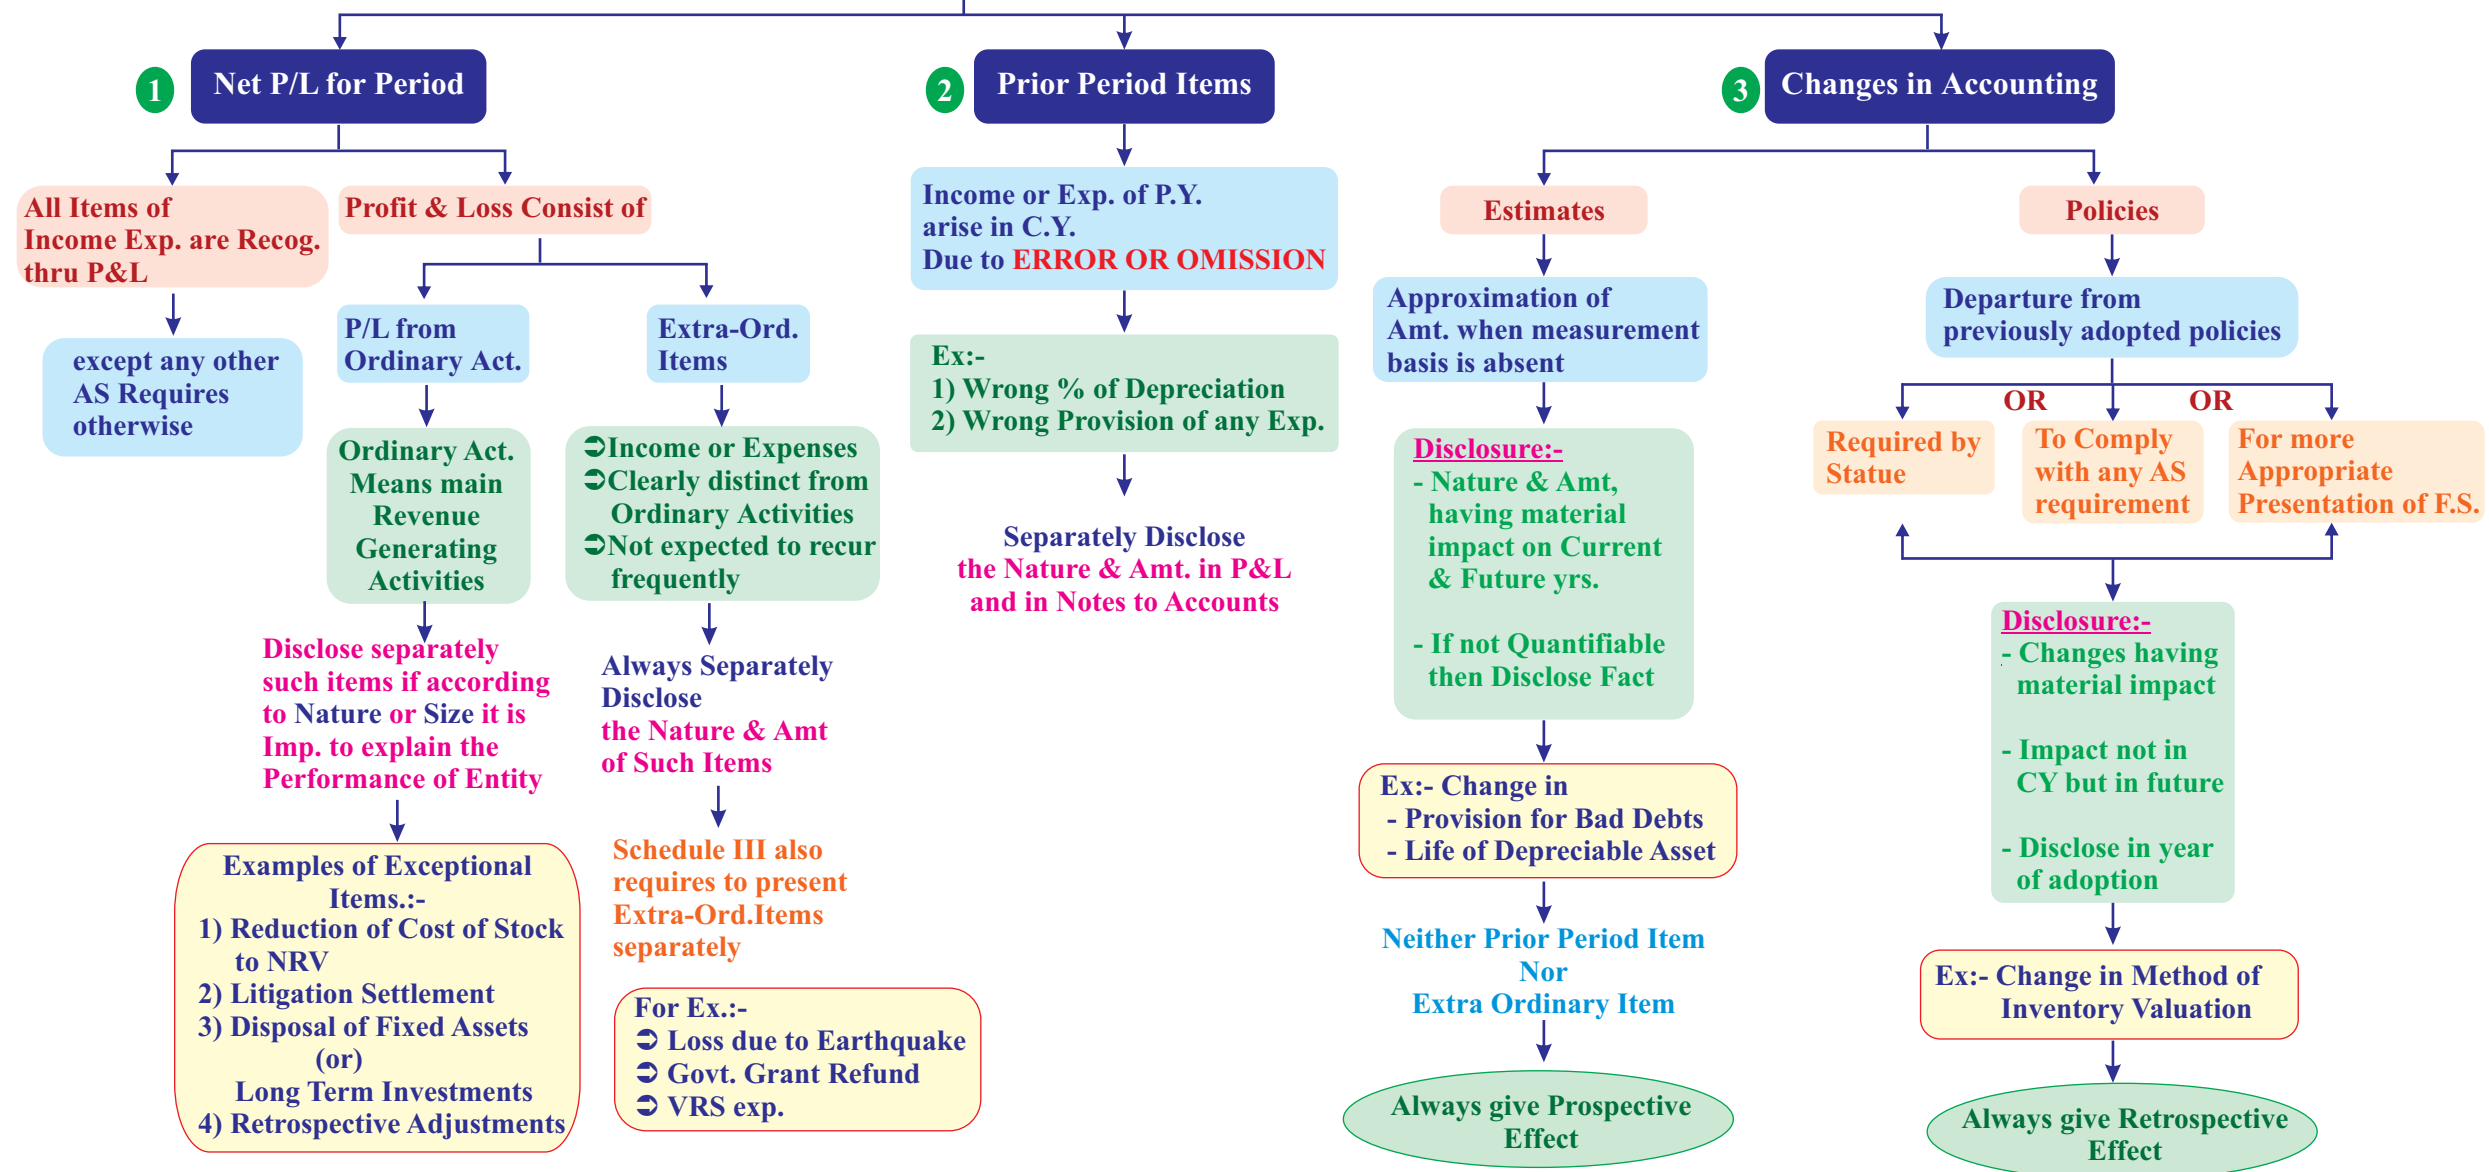 1
Net P/L for Period
All Items of
Income Exp. are Recog.
thru P&L
except any other
AS Requires
otherwise
Profit & Loss Consist of
P/L from
Ordinary Act.
Ordinary Act.
Means main
Revenue
Generating
Activities
Disclose separately
such items if according
to Nature or Size it is
Imp. to explain the
Performance of Entity
Examples of Exceptional
Items.:-
1) Reduction of Cost of Stock
to NRV
2) Litigation Settlement
3) Disposal of Fixed Assets
(or)
Long Term Investments
4) Retrospective Adjustments
Extra-Ord.
Items
➲Income or Expenses
➲Clearly distinct from
Ordinary Activities
➲Not expected to recur
frequently
Always Separately
Disclose
the Nature & Amt
of Such Items
Schedule III also
requires to present
Extra-Ord.Items
separately
For Ex.:-
➲ Loss due to Earthquake
➲ Govt. Grant Refund
➲ VRS exp.
2
Prior Period Items
Income or Exp. of P.Y.
arise in C.Y.
Due to ERROR OR OMISSION
Ex:-
1) Wrong % of Depreciation
2) Wrong Provision of any Exp.
Separately Disclose
the Nature & Amt. in P&L
and in Notes to Accounts
3
Changes in Accounting
Estimates
Approximation of
Amt. when measurement
basis is absent
Disclosure:-
- Nature & Amt,
having material
impact on Current
& Future yrs.
- If not Quantifiable
then Disclose Fact
Ex:- Change in
- Provision for Bad Debts
- Life of Depreciable Asset
Neither Prior Period Item
Nor
Extra Ordinary Item
Always give Prospective
Effect
Policies
Departure from
previously adopted policies
OR
OR
Required by
Statue
To Comply
with any AS
requirement
For more
Appropriate
Presentation of F.S.
Disclosure:-
- Changes having
material impact
- Impact not in
CY but in future
- Disclose in year
of adoption
Ex:- Change in Method of
Inventory Valuation
Always give Retrospective
Effect